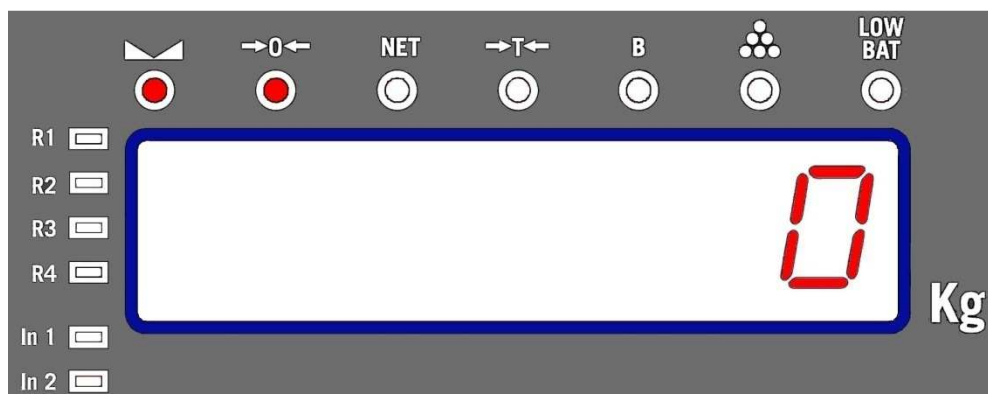 →0← NET →T← B LOW BAT
R1
R2
R3
R4
0
Kg
In 1
In 2